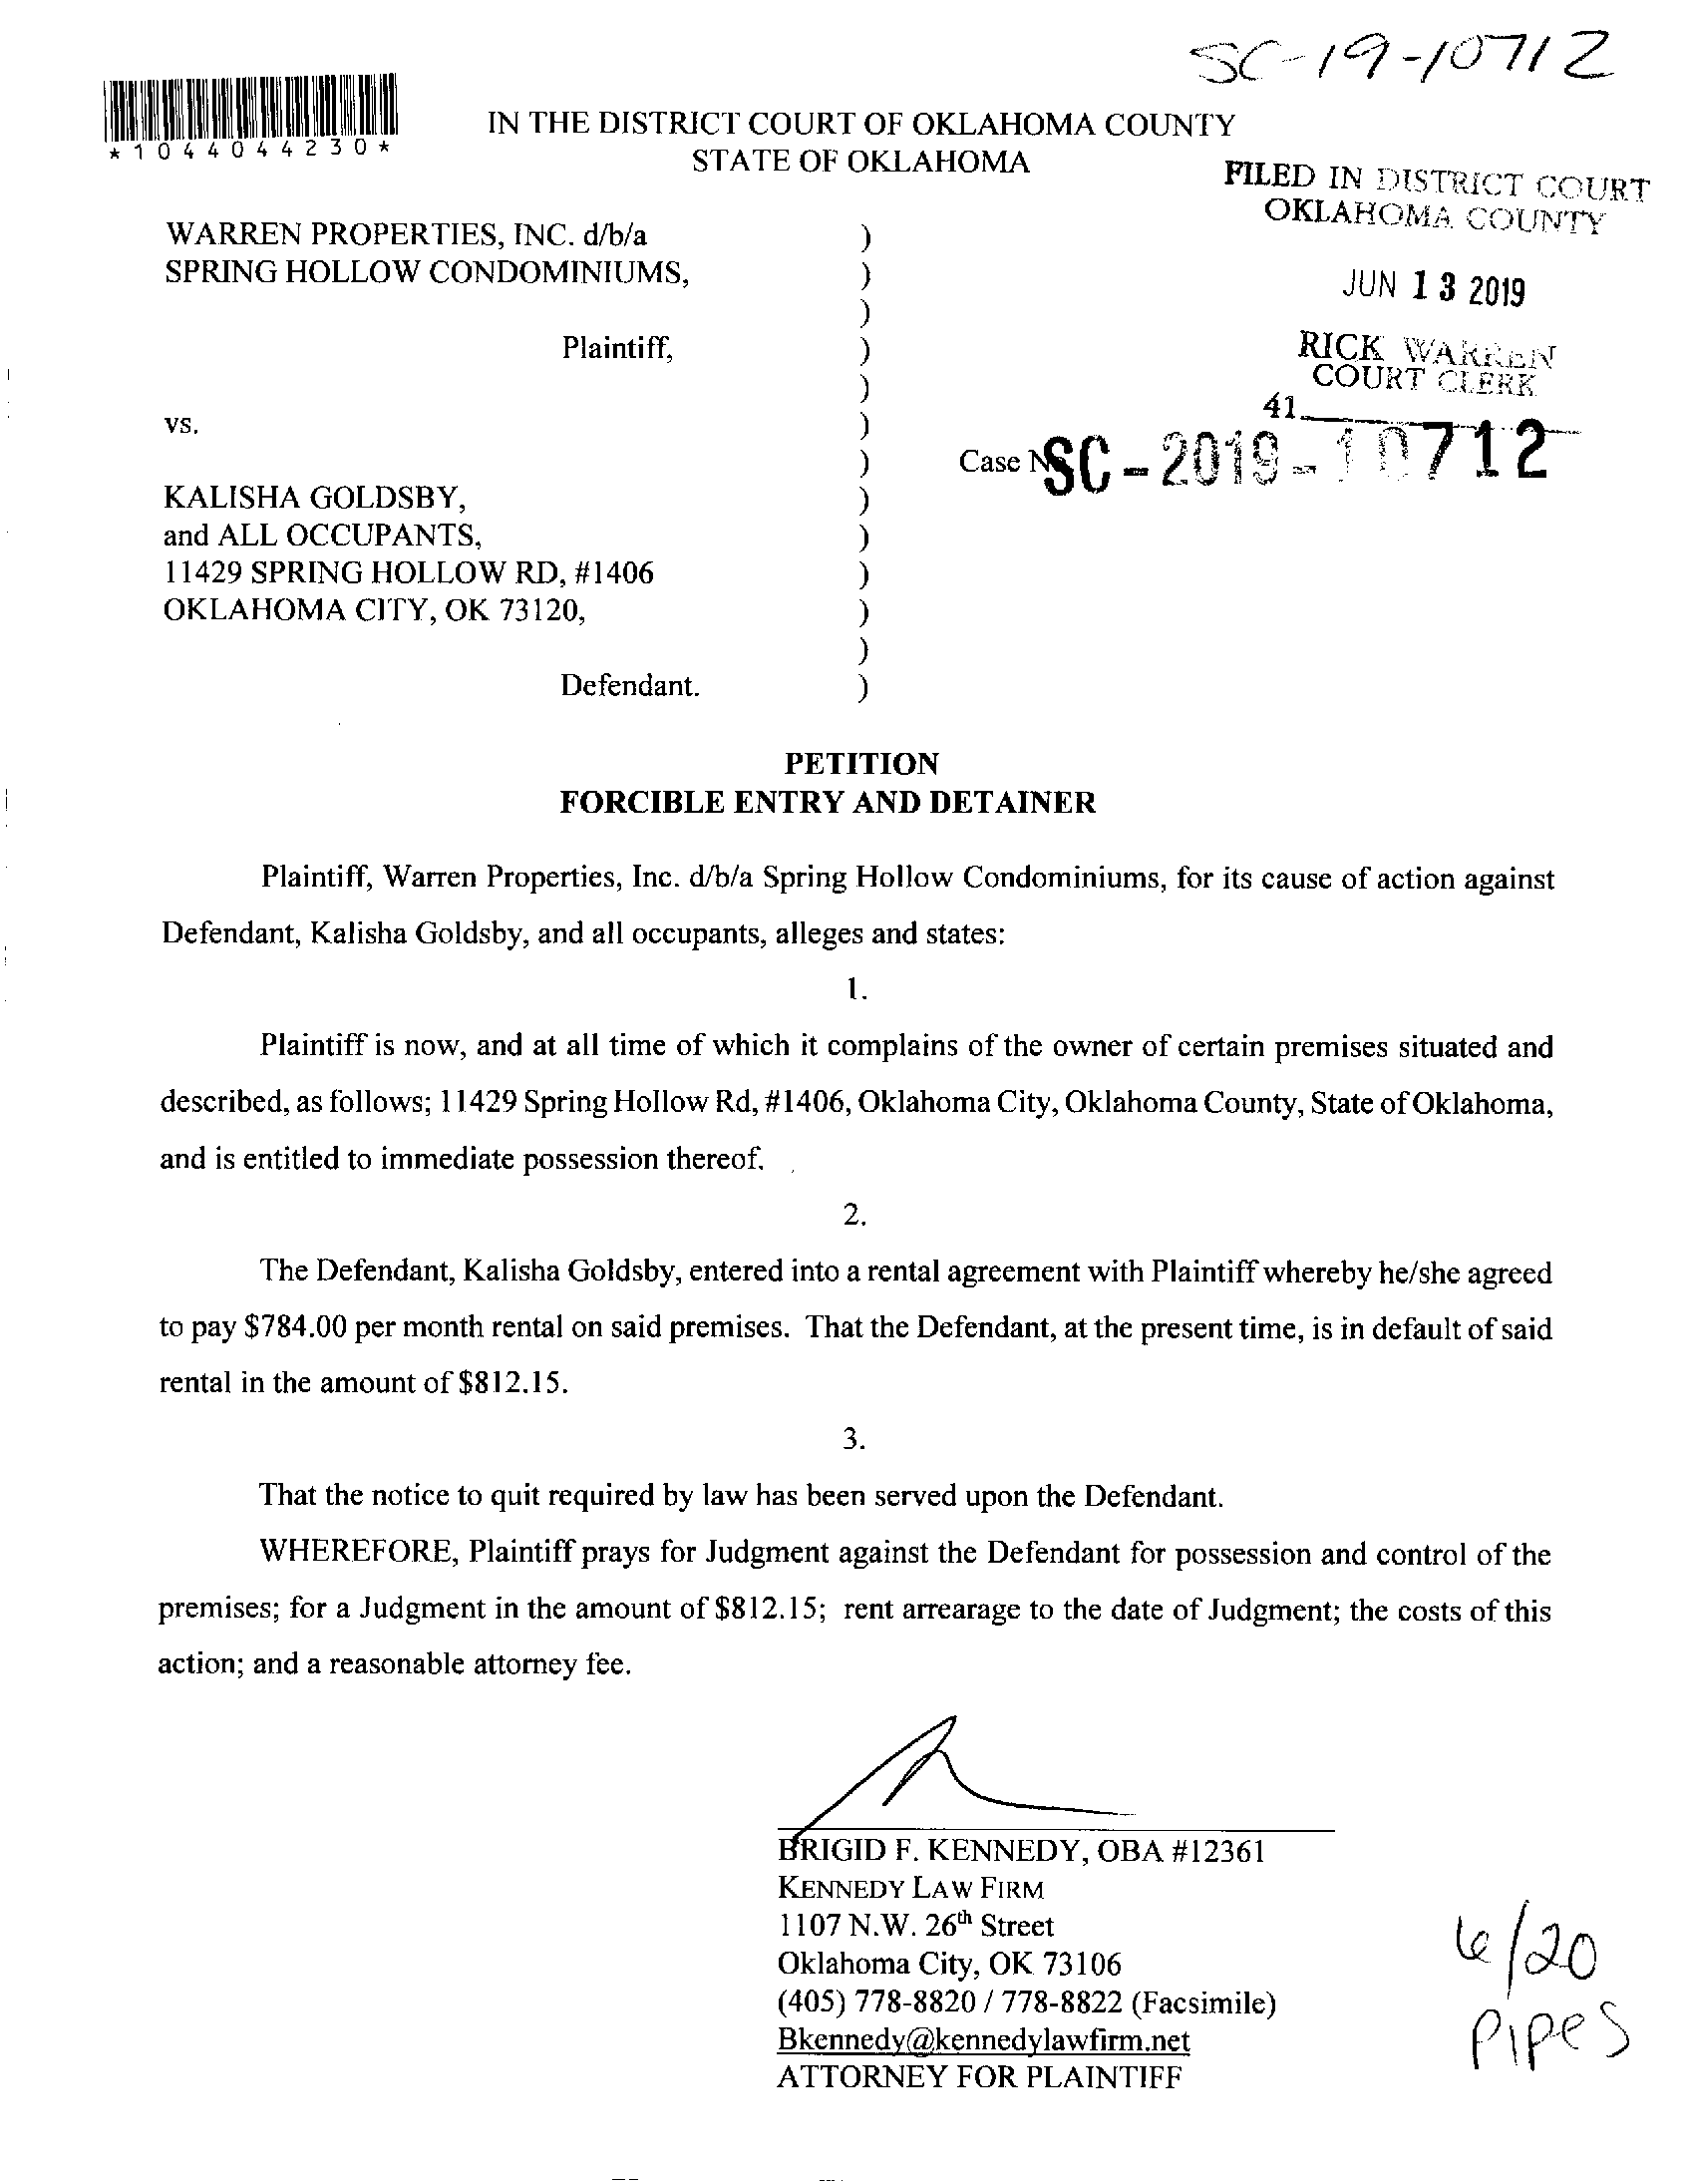 SC-19-10712
*1044044230*
IN THE DISTRICT COURT OF OKLAHOMA COUNTY
STATE OF OKLAHOMA
FILED IN DISTRICT COURT
OKLAHOMA COUNTY
JUN 13 2019
RICK WARREN
COURT CLERK
41
WARREN PROPERTIES, INC. d/b/a )
SPRING HOLLOW CONDOMINIUMS, )
)
Plaintiff, )
)
vs. )
) Case No. SC-2019-10712
KALISHA GOLDSBY, )
and ALL OCCUPANTS, )
11429 SPRING HOLLOW RD, #1406 )
OKLAHOMA CITY, OK 73120, )
)
Defendant. )
PETITION
FORCIBLE ENTRY AND DETAINER
Plaintiff, Warren Properties, Inc. d/b/a Spring Hollow Condominiums, for its cause of action against
Defendant, Kalisha Goldsby, and all occupants, alleges and states:
1.
Plaintiff is now, and at all time of which it complains of the owner of certain premises situated and
described, as follows; 11429 Spring Hollow Rd, #1406, Oklahoma City, Oklahoma County, State of Oklahoma,
and is entitled to immediate possession thereof.
2.
The Defendant, Kalisha Goldsby, entered into a rental agreement with Plaintiff whereby he/she agreed
to pay $784.00 per month rental on said premises. That the Defendant, at the present time, is in default of said
rental in the amount of $812.15.
3.
That the notice to quit required by law has been served upon the Defendant.
WHEREFORE, Plaintiff prays for Judgment against the Defendant for possession and control of the
premises; for a Judgment in the amount of $812.15; rent arrearage to the date of Judgment; the costs of this
action; and a reasonable attorney fee.
BRIGID F. KENNEDY, OBA #12361
KENNEDY LAW FIRM
1107 N.W. 26th Street
Oklahoma City, OK 73106
(405) 778-8820 / 778-8822 (Facsimile)
Bkennedy@kennedylawfirm.net
ATTORNEY FOR PLAINTIFF
6/20
Pipes